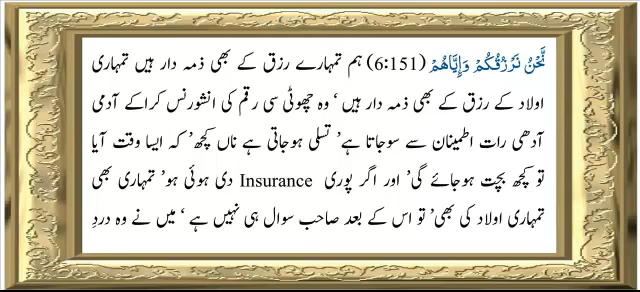 نَّحْنُ نَرْزُقُكُمْ وَإِيَّاهُمْ (6:151) ہم تمہارے رزق کے بھی ذمہ دار ہیں تمہاری
اولاد کے رزق کے بھی ذمہ دار ہیں‘ وہ چھوٹی سی رقم کی انشورنس کراکے آدمی
آدھی رات اطمینان سے سوجاتا ہے’ تسلی ہوجاتی ہے ناں کچھ’ کہ ایسا وقت آیا
تو کچھ بچت ہوجائے گی’ اور اگر پوری Insurance دی ہوئی ہو’ تمہاری بھی
تمہاری اولاد کی بھی’ تو اس کے بعد صاحب سوال ہی نہیں ہے‘ میں نے وہ دردِ